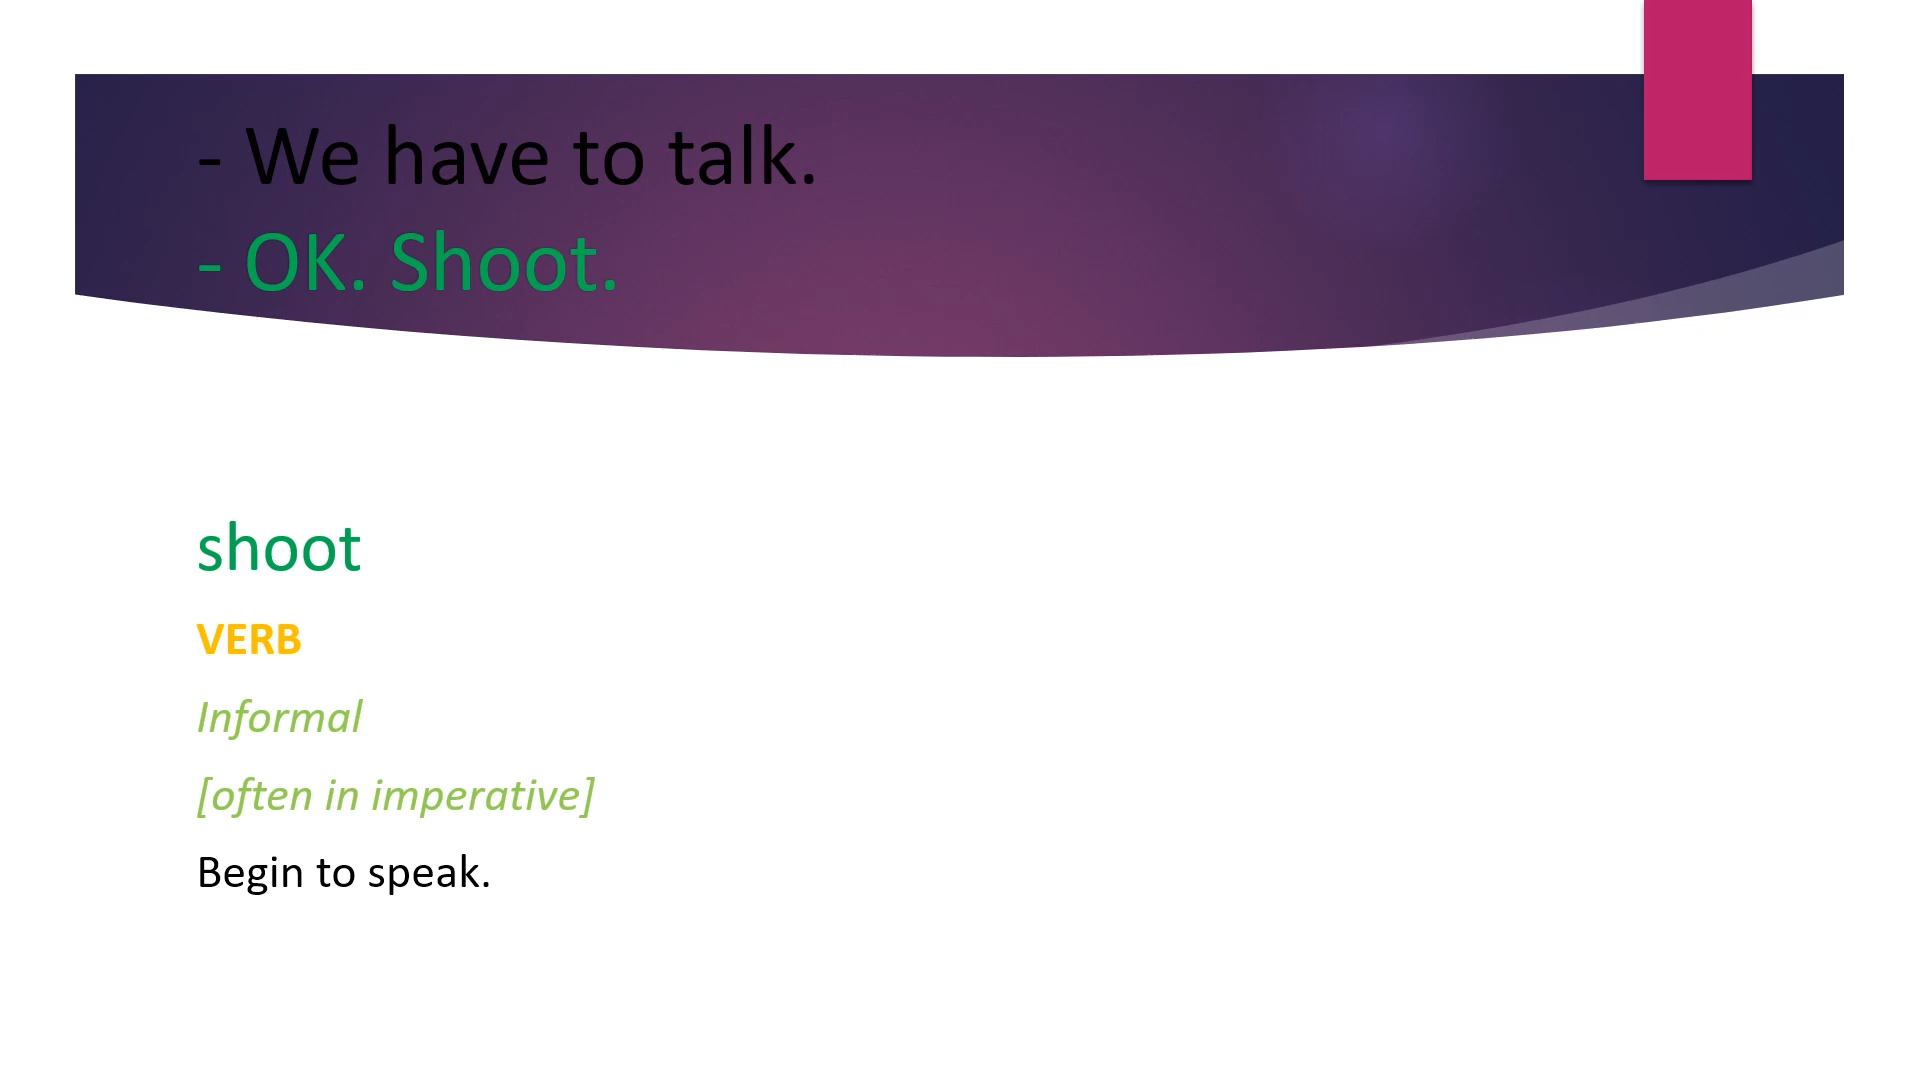 - We have to talk.
- OK. Shoot.
shoot
VERB
Informal
[often in imperative]
Begin to speak.